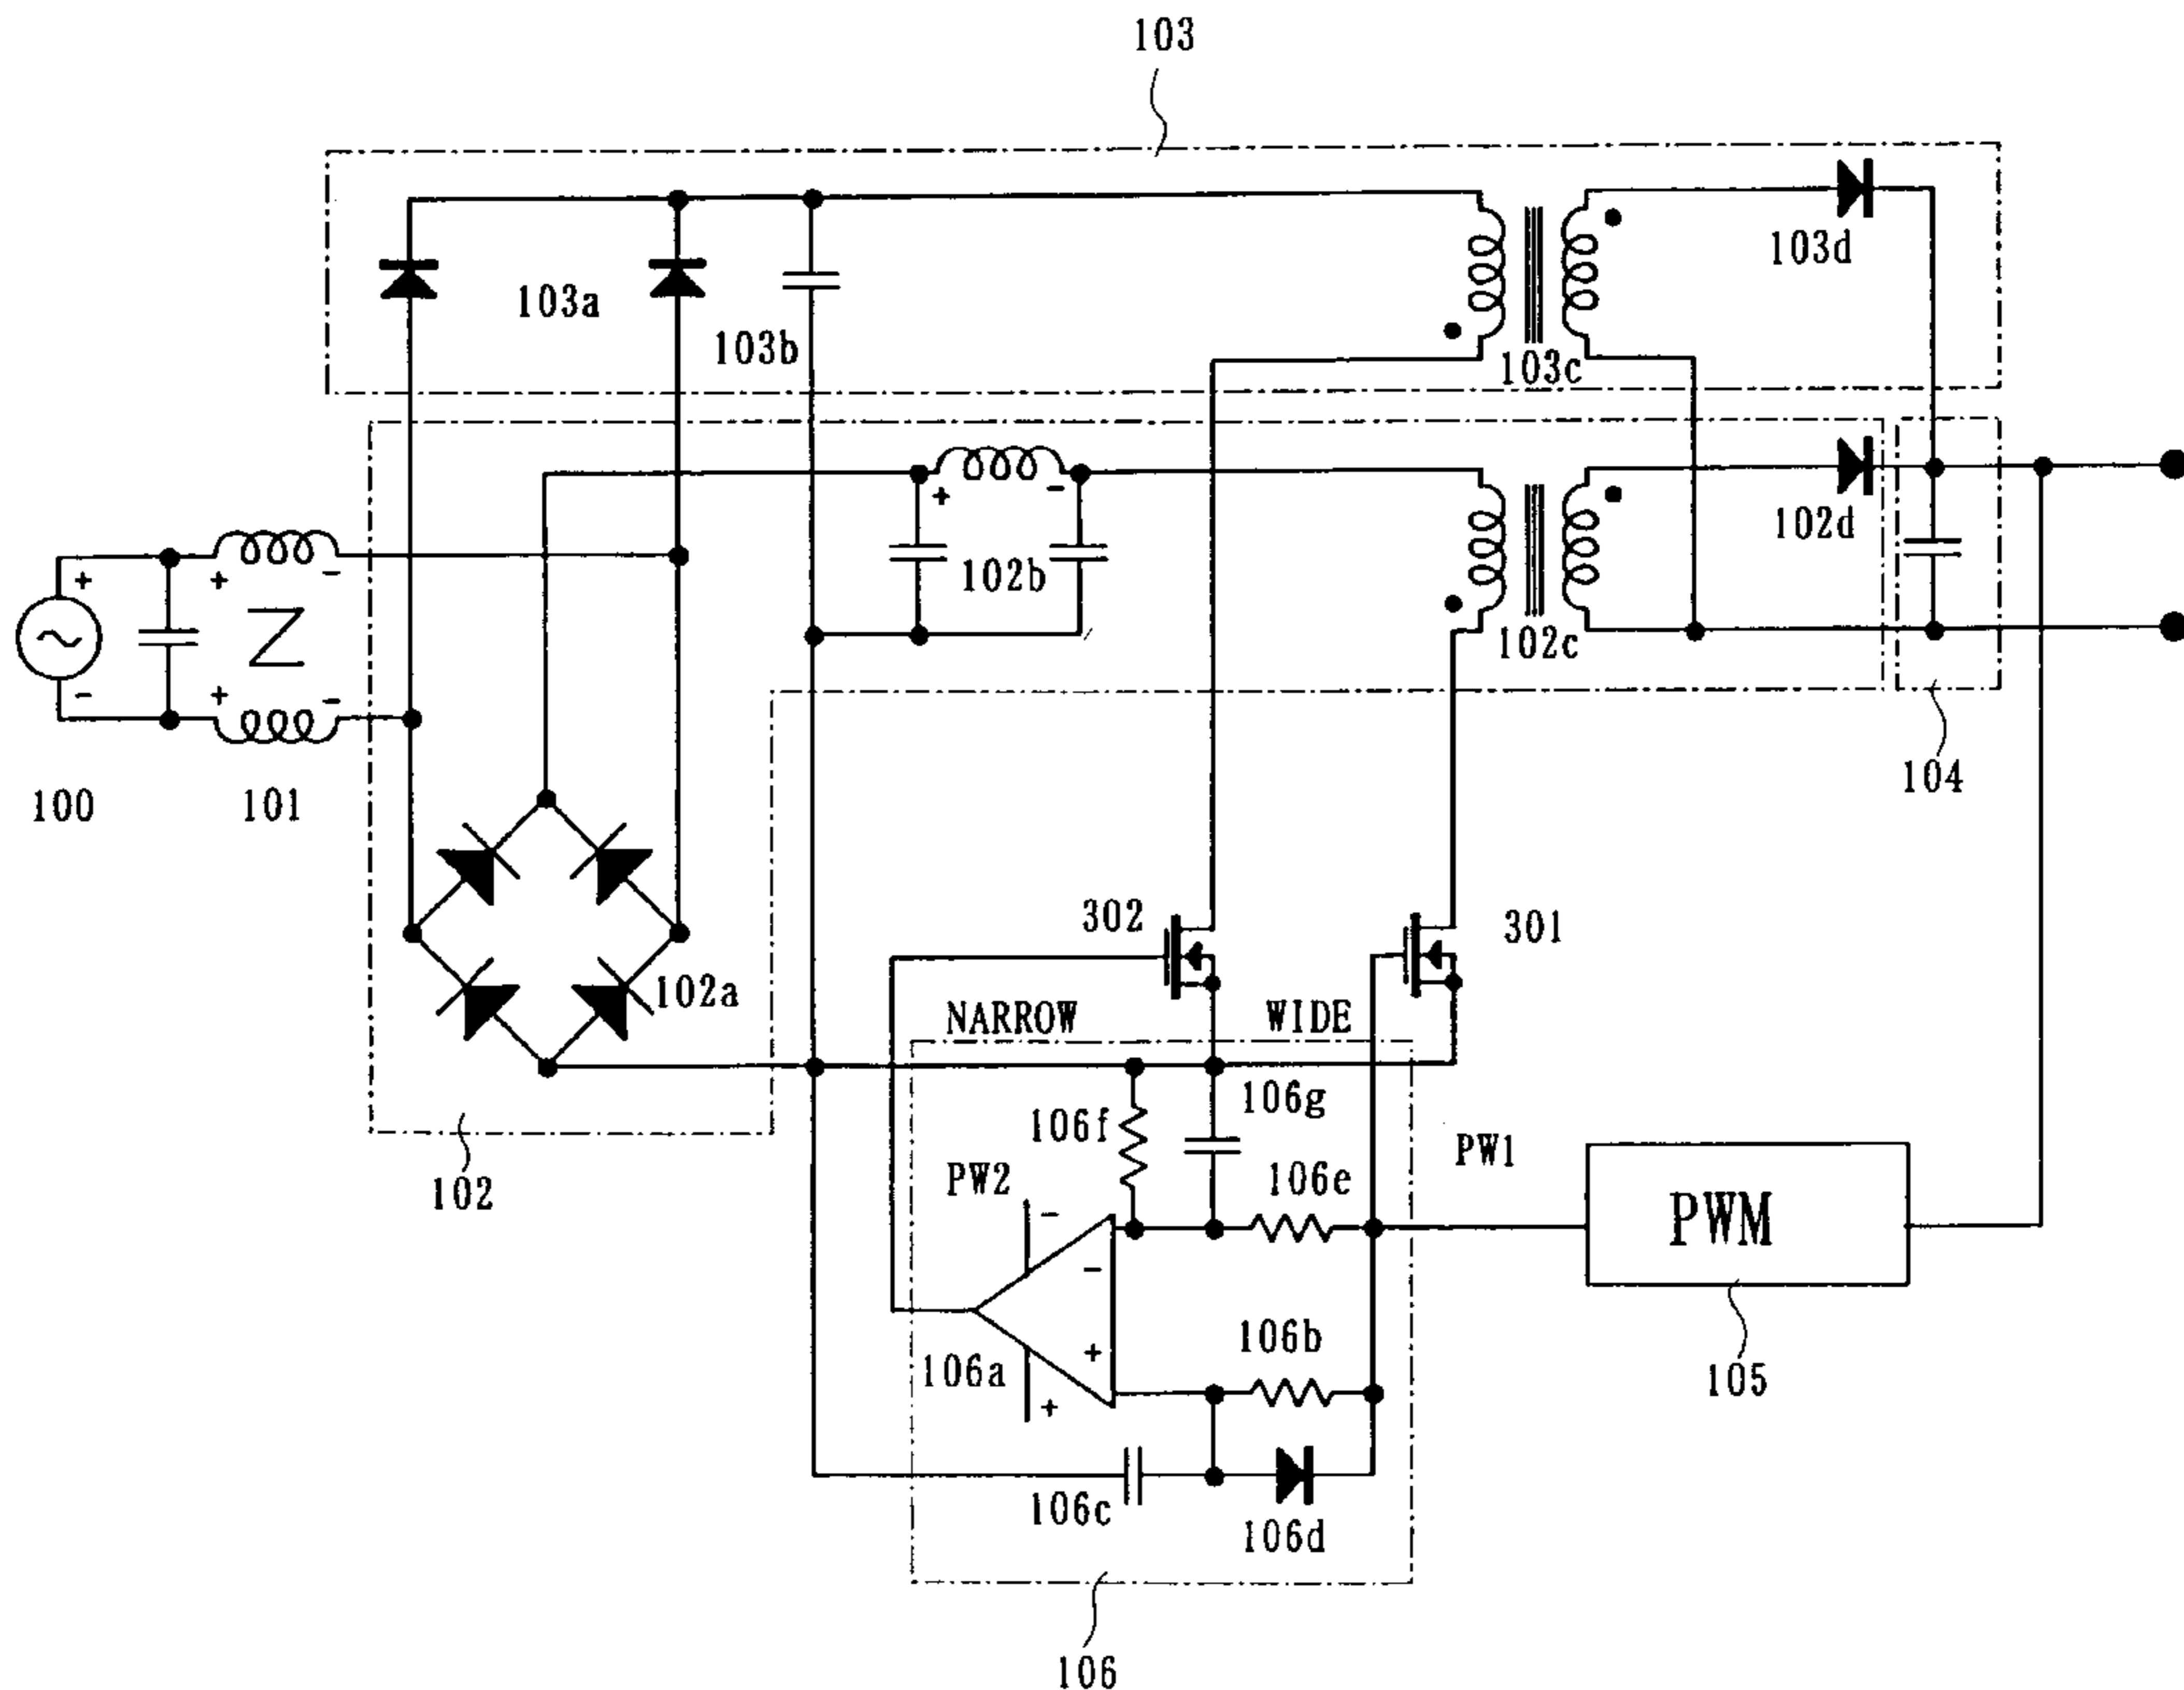 103
103a
103b
103c
103d
+ -
102b
102c
102d
+
-
+ -
+ -
100
101
104
302
301
102a
NARROW
WIDE
106g
106f
102
PW2
106e
PW1
PWM
-
-
+
106b
106a
+
105
106c
106d
106